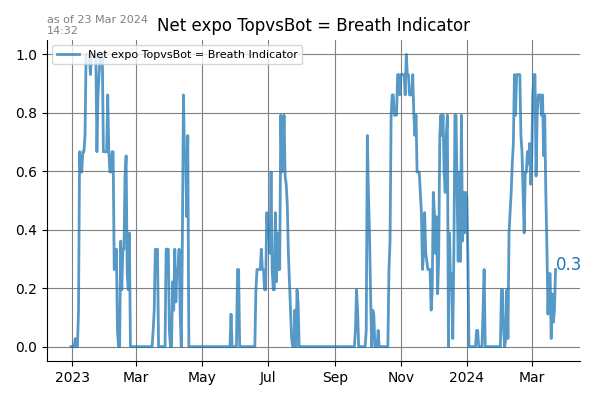 as of 23 Mar 2024
14:32
Net expo TopvsBot = Breath Indicator
Net expo TopvsBot = Breath Indicator
1.0
0.8
0.6
0.4
0.2
0.0
0.3
2023 Mar May Jul Sep Nov 2024 Mar